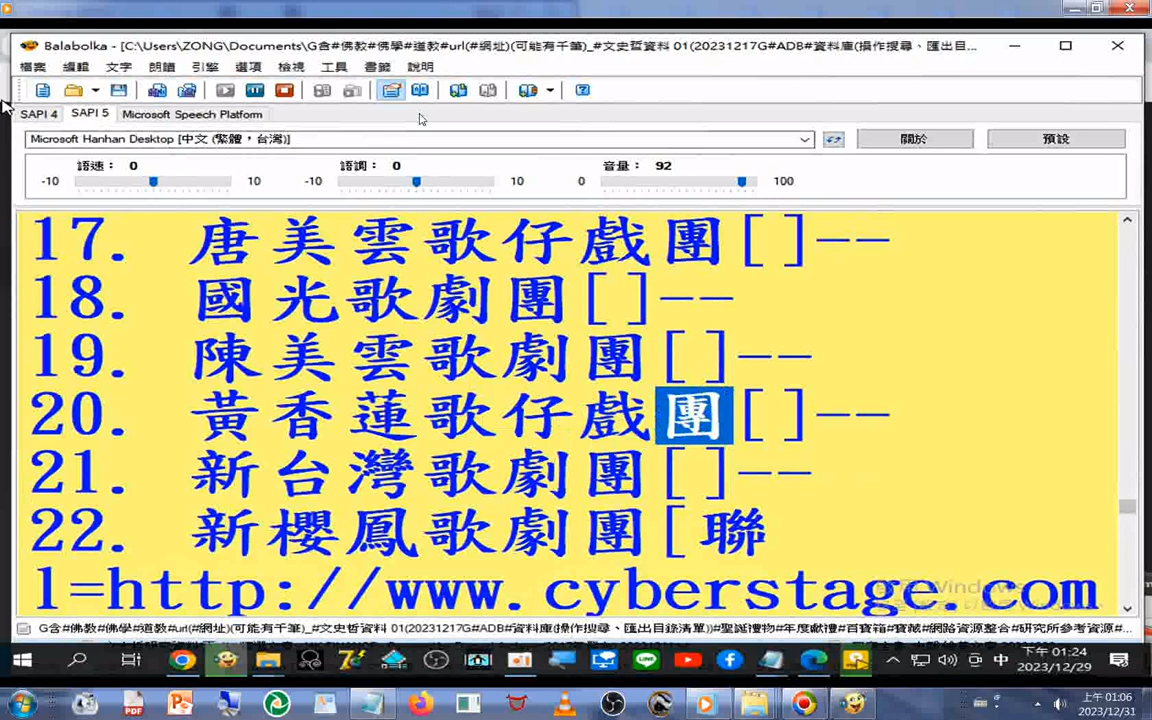 Balabolka - [C:\Users\ZONG\Documents\G含#佛教#佛學#道教#url(#網址)(可能有千筆)_#文史哲資料 01(20231217G#ADB#資料庫(操作搜尋、匯出目...
檔案 編輯 文字 朗讀 引擎 選項 檢視 工具 書籤 說明
SAPI 4 SAPI 5 Microsoft Speech Platform
Microsoft Hanhan Desktop [中文 (繁體，台灣)] 關於 預設
語速： 0 語調： 0 音量： 92
-10 10 -10 10 0 100
17. 唐美雲歌仔戲團[]--
18. 國光歌劇團[]--
19. 陳美雲歌劇團[]--
20. 黃香蓮歌仔戲團[]--
21. 新台灣歌劇團[]--
22. 新櫻鳳歌劇團[聯
l=http://www.cyberstage.com
啟用 Windows
G含#佛教#佛學#道教#url(#網址)(可能有千筆)_#文史哲資料 01(20231217G#ADB#資料庫(操作搜尋、匯出目錄清單))#聖誕禮物#年度獻禮#百寶箱#寶藏#網路資源整合#研究所參考資源#...
中 下午 01:24
2023/12/29
上午 01:06
2023/12/31